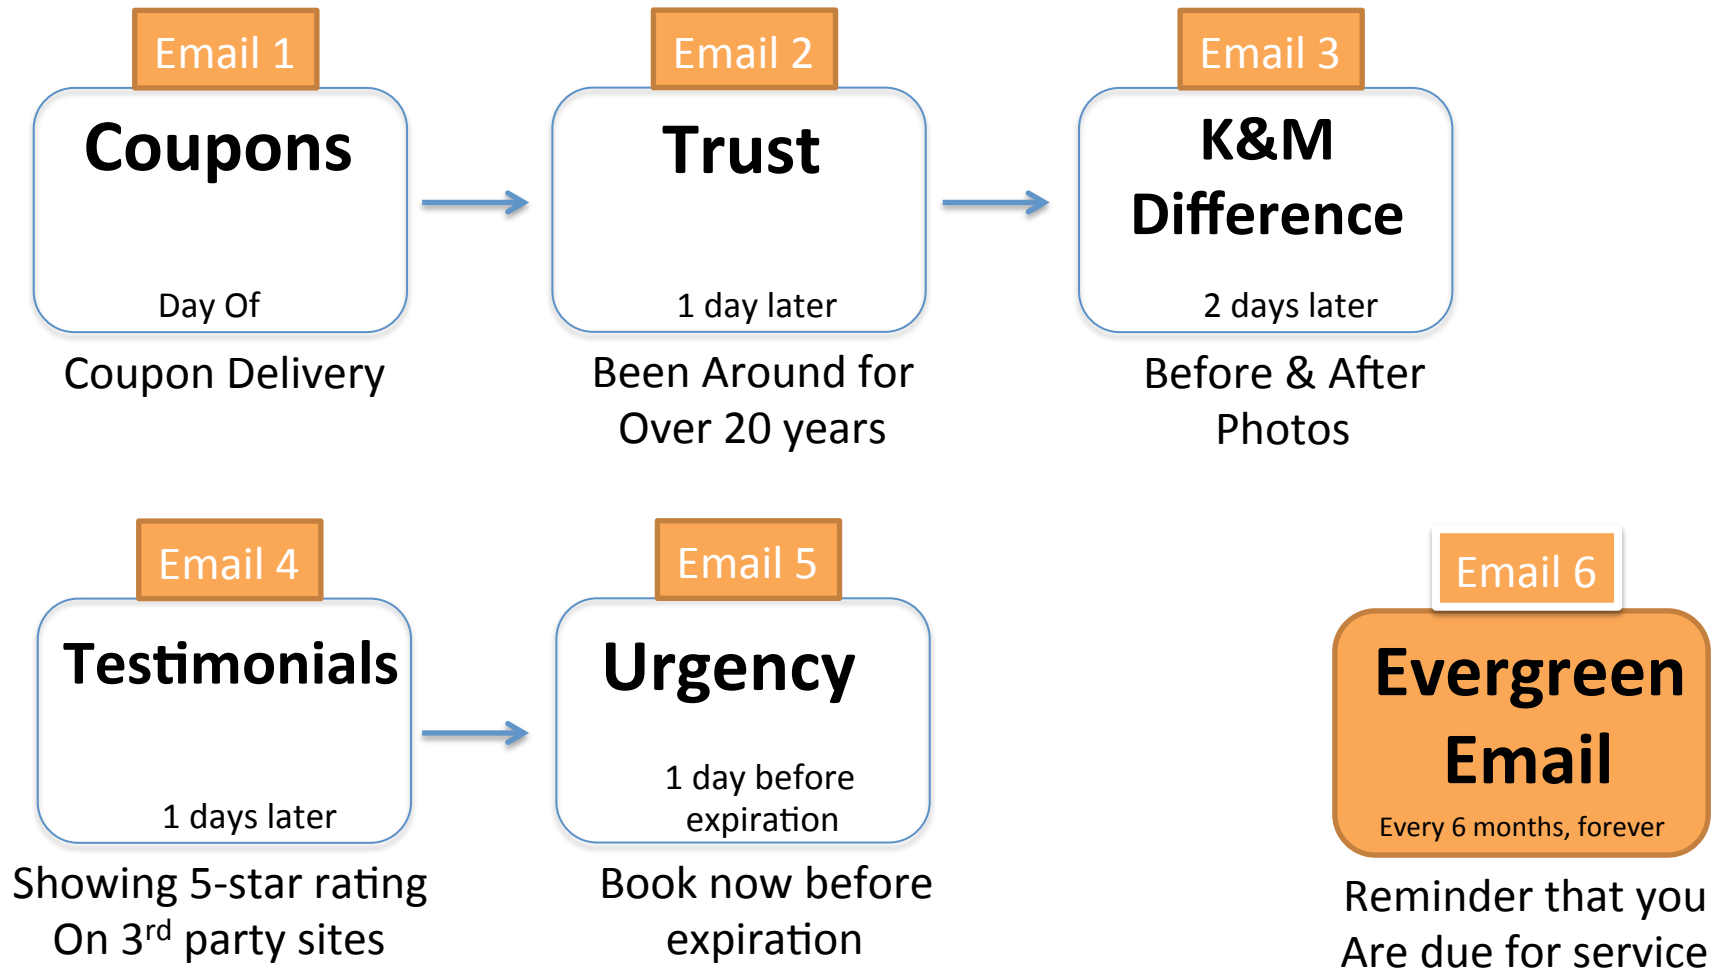 Email 1
Coupons
Day Of
Coupon Delivery
Email 2
Trust
1 day later
Been Around for
Over 20 years
Email 3
K&M
Difference
2 days later
Before & After
Photos
Email 4
Testimonials
1 days later
Showing 5-star rating
On 3rd party sites
Email 5
Urgency
1 day before
expiration
Book now before
expiration
Email 6
Evergreen
Email
Every 6 months, forever
Reminder that you
Are due for service